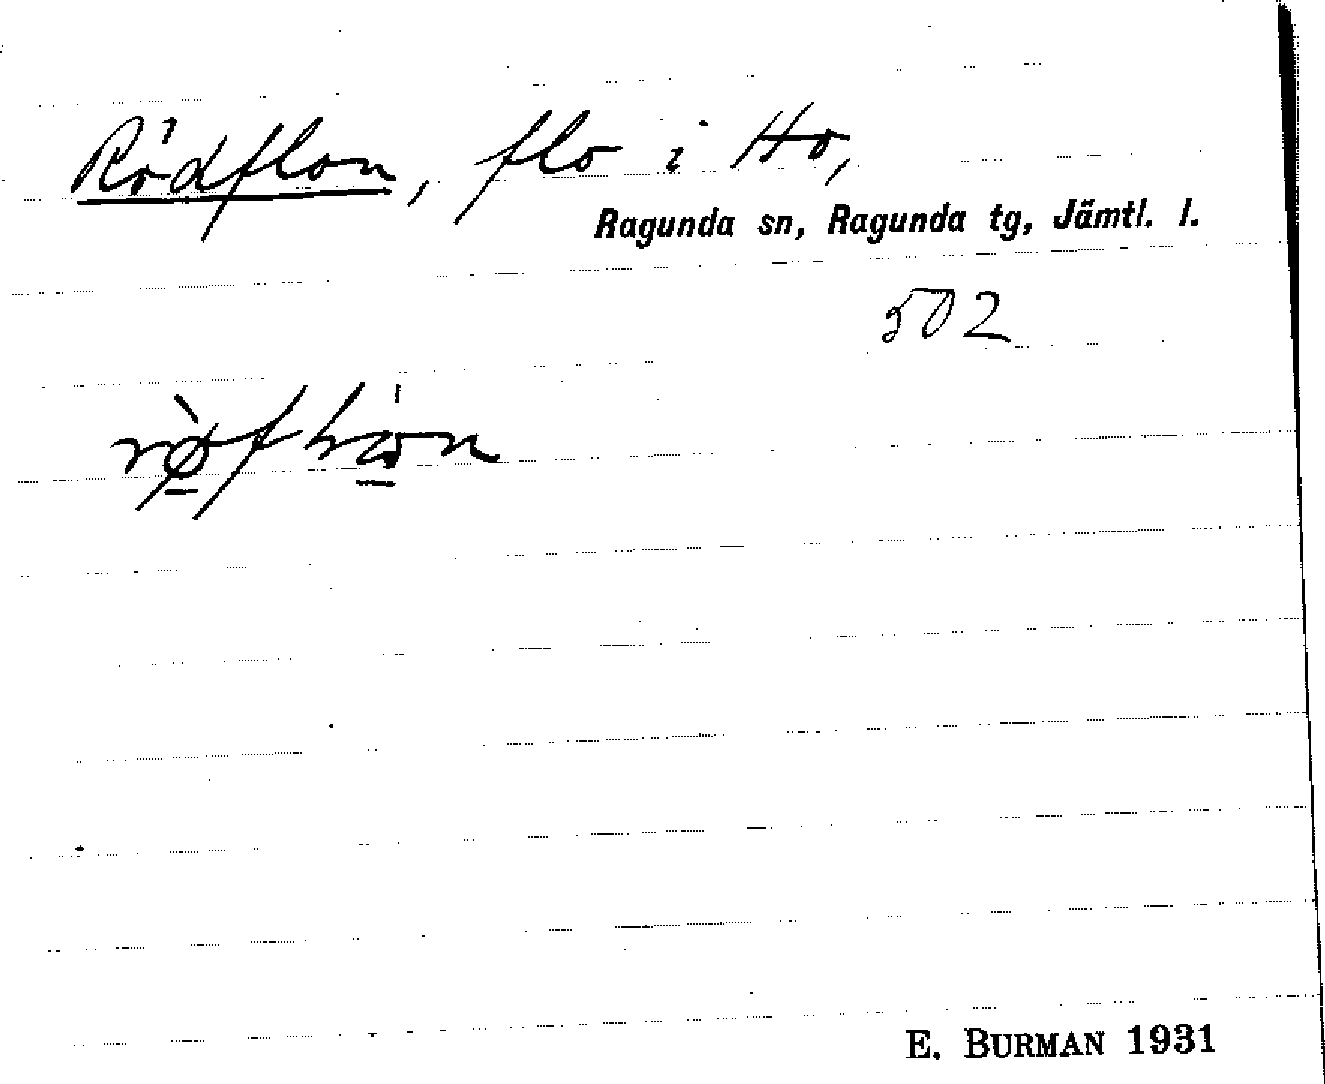 Rödflon, flo i Ho,
Ragunda sn, Ragunda tg, Jämtl. l.
502
E. BURMAN 1931